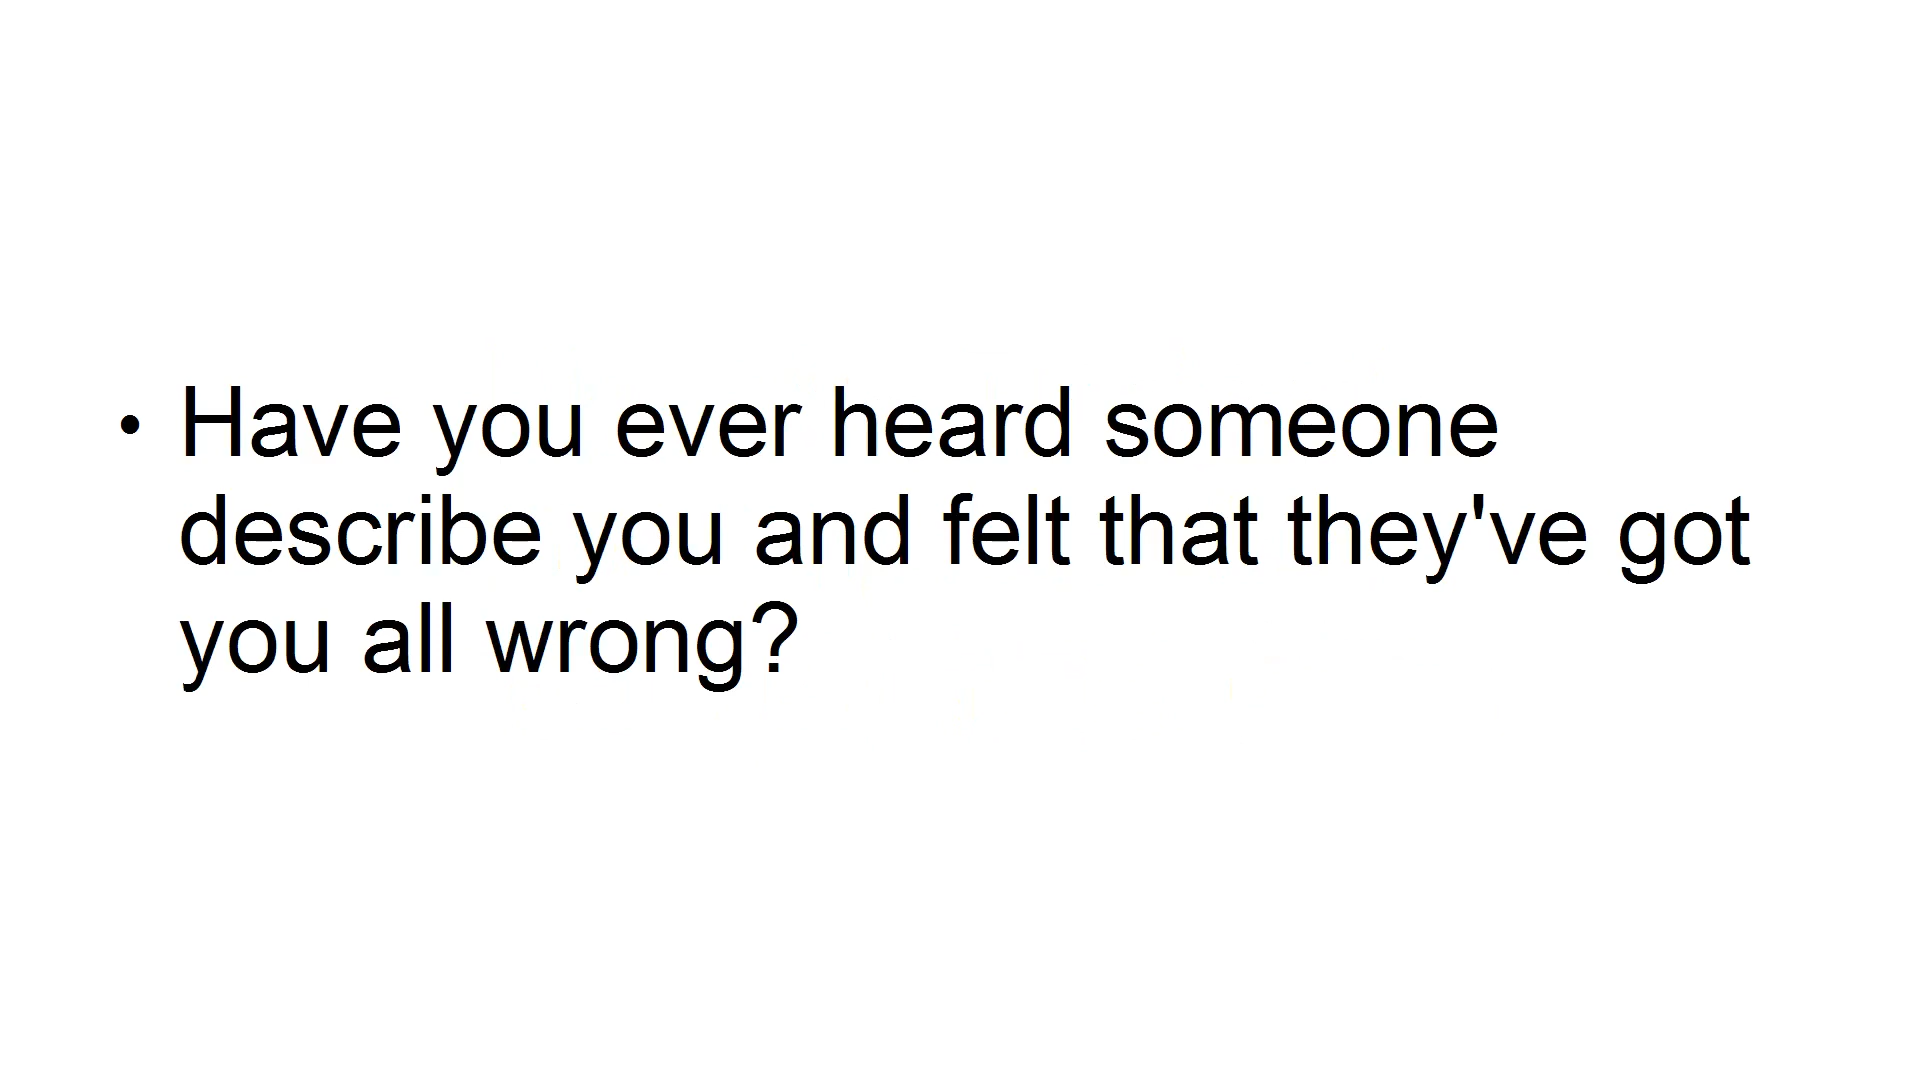 • Have you ever heard someone
describe you and felt that they've got
you all wrong?